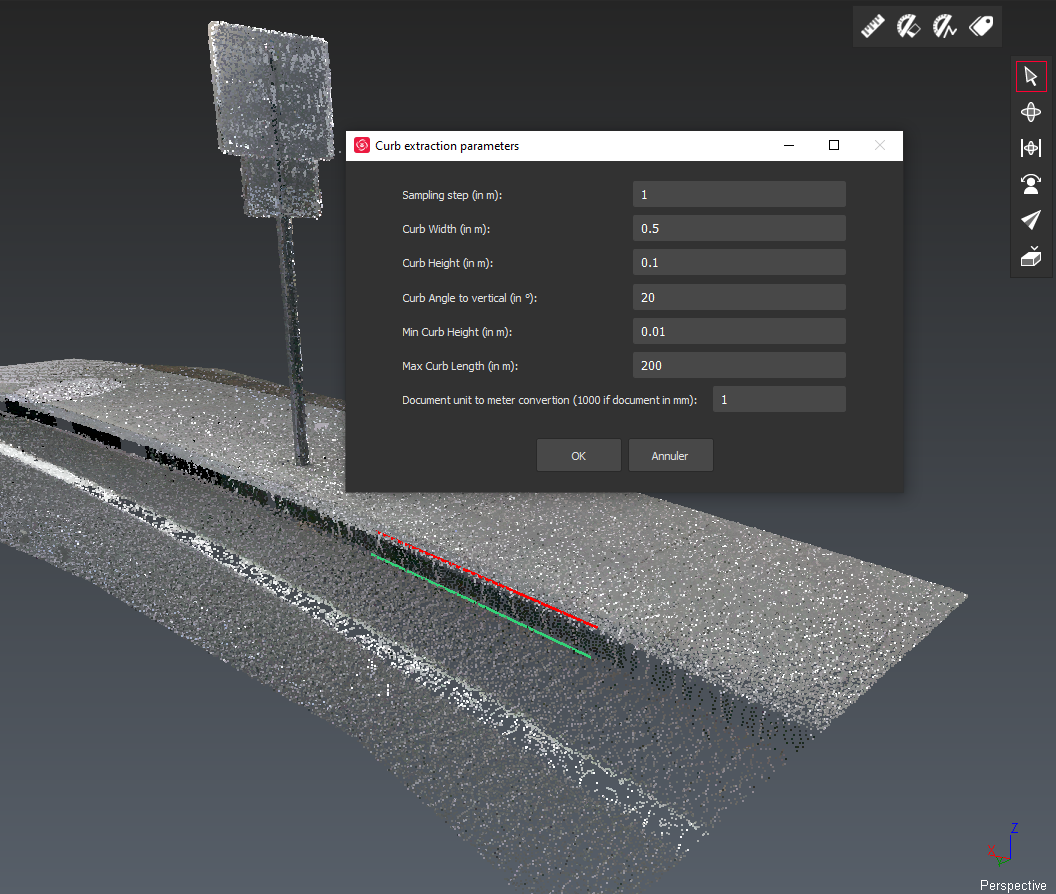 Curb extraction parameters
Sampling step (in m): 1
Curb Width (in m): 0.5
Curb Height (in m): 0.1
Curb Angle to vertical (in °): 20
Min Curb Height (in m): 0.01
Max Curb Length (in m): 200
Document unit to meter convertion (1000 if document in mm): 1
OK Annuler
Z
Perspective